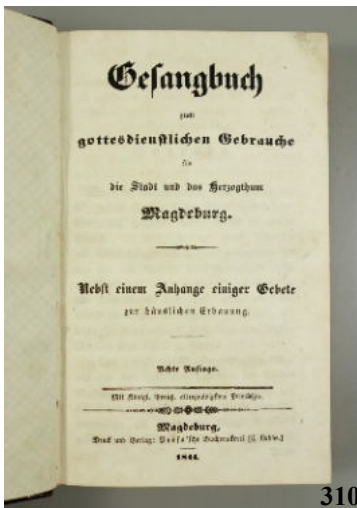 Gesangbuch
zum
gottesdienstlichen Gebrauche
für
die Stadt und das Herzogthum
Magdeburg.
Nebst einem Anhange einiger Gebete
zur häuslichen Erbauung.
Achte Auflage.
Mit Königl. Preuß. allergnädigstem Privilegio.
Magdeburg.
Druck und Verlag: Buchdruckerei
1844.
310